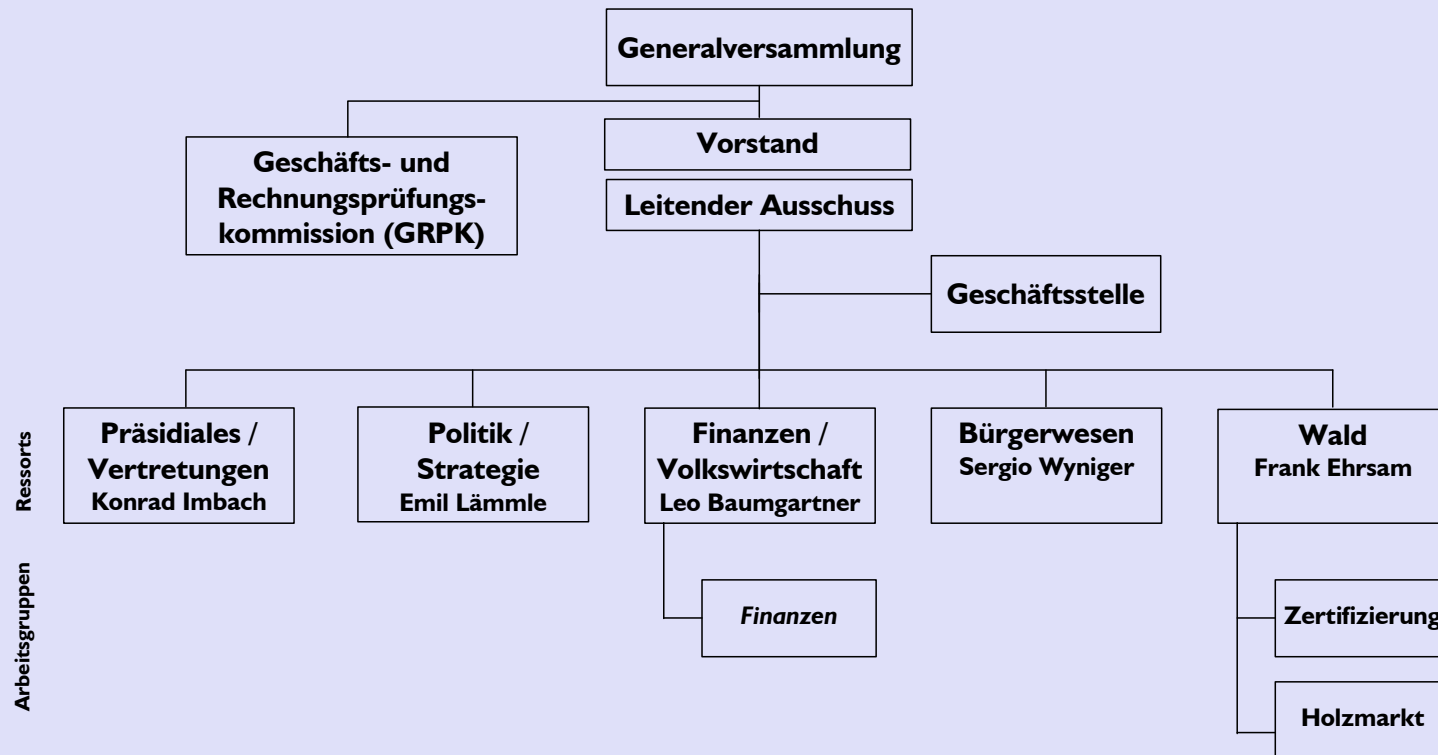 Generalversammlung
Vorstand
Geschäfts- und
Rechnungsprüfungs-
kommission (GRPK)
Leitender Ausschuss
Geschäftsstelle
Ressorts
Präsidiales /
Vertretungen
Konrad Imbach
Politik /
Strategie
Emil Lämmle
Finanzen /
Volkswirtschaft
Leo Baumgartner
Bürgerwesen
Sergio Wyniger
Wald
Frank Ehrsam
Arbeitsgruppen
Finanzen
Zertifizierung
Holzmarkt